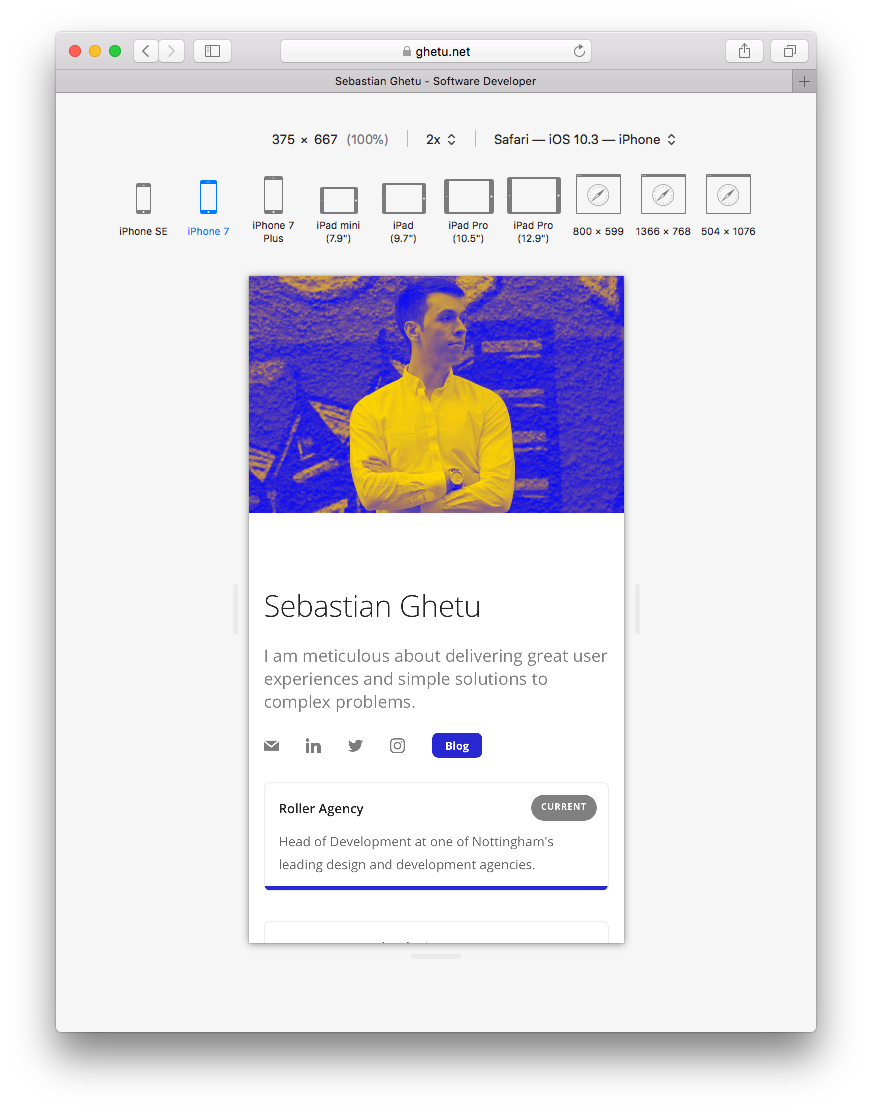 ghetu.net
Sebastian Ghetu - Software Developer
375 × 667 (100%) 2x Safari — iOS 10.3 — iPhone
iPhone SE
iPhone 7
iPhone 7
Plus
iPad mini
(7.9")
iPad
(9.7")
iPad Pro
(10.5")
iPad Pro
(12.9")
800 × 599
1366 × 768
504 × 1076
Sebastian Ghetu
I am meticulous about delivering great user
experiences and simple solutions to
complex problems.
Blog
Roller Agency
CURRENT
Head of Development at one of Nottingham's
leading design and development agencies.